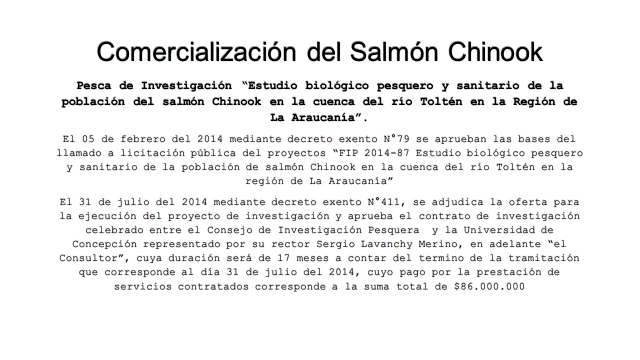 Comercialización del Salmón Chinook
Pesca de Investigación “Estudio biológico pesquero y sanitario de la
población del salmón Chinook en la cuenca del río Toltén en la Región de
La Araucanía”.
El 05 de febrero del 2014 mediante decreto exento N°79 se aprueban las bases del
llamado a licitación pública del proyectos “FIP 2014-87 Estudio biológico pesquero
y sanitario de la población de salmón Chinook en la cuenca del río Toltén en la
región de La Araucanía”
El 31 de julio del 2014 mediante decreto exento N°411, se adjudica la oferta para
la ejecución del proyecto de investigación y aprueba el contrato de investigación
celebrado entre el Consejo de Investigación Pesquera y la Universidad de
Concepción representado por su rector Sergio Lavanchy Merino, en adelante “el
Consultor”, cuya duración será de 17 meses a contar del termino de la tramitación
que corresponde al día 31 de julio del 2014, cuyo pago por la prestación de
servicios contratados corresponde a la suma total de $86.000.000